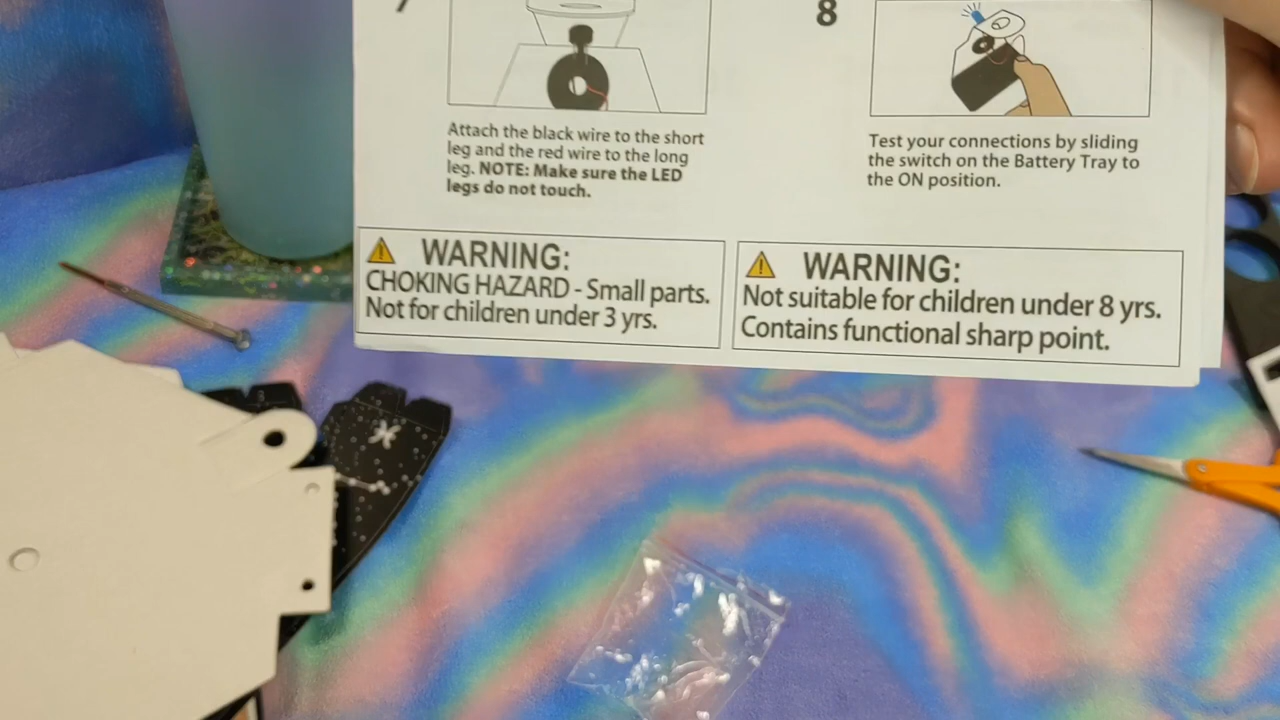 7
8
Attach the black wire to the short
leg and the red wire to the long
leg. NOTE: Make sure the LED
legs do not touch.
Test your connections by sliding
the switch on the Battery Tray to
the ON position.
WARNING:
CHOKING HAZARD - Small parts.
Not for children under 3 yrs.
WARNING:
Not suitable for children under 8 yrs.
Contains functional sharp point.